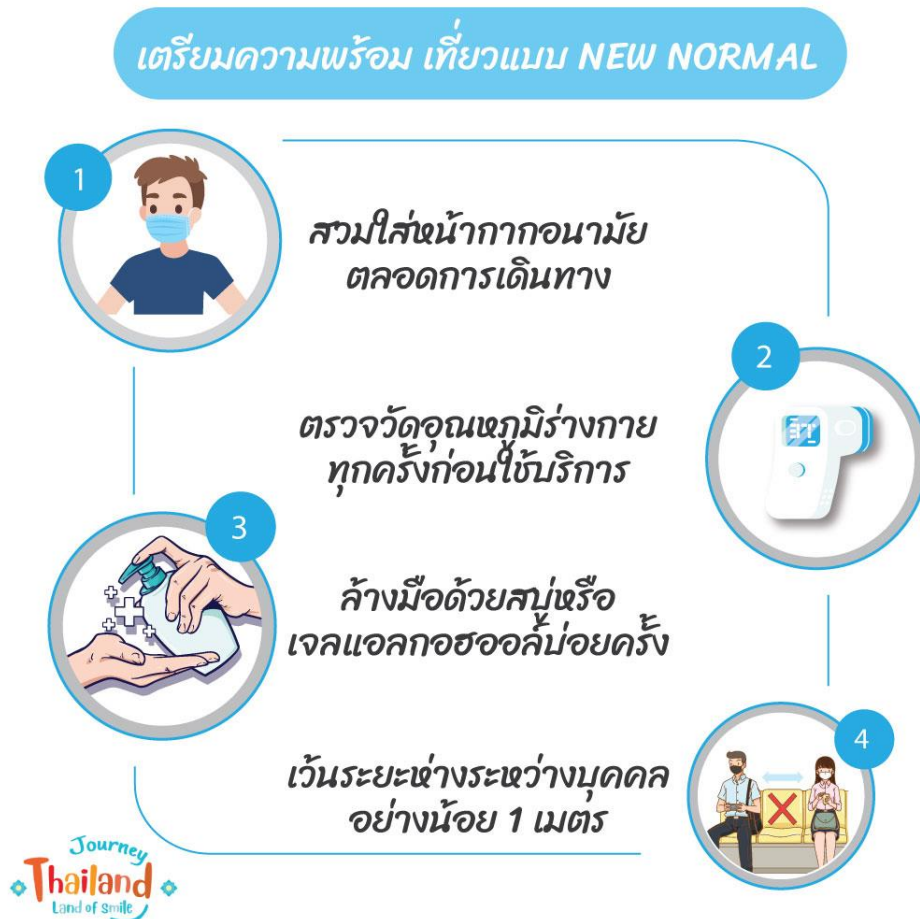 เตรียมความพร้อม เที่ยวแบบ NEW NORMAL
1
สวมใส่หน้ากากอนามัย
ตลอดการเดินทาง
2
ตรวจวัดอุณหภูมิร่างกาย
ทุกครั้งก่อนใช้บริการ
3
ล้างมือด้วยสบู่หรือ
เจลแอลกอฮออล์บ่อยครั้ง
4
เว้นระยะห่างระหว่างบุคคล
อย่างน้อย 1 เมตร
Journey
Thailand
Land of smile